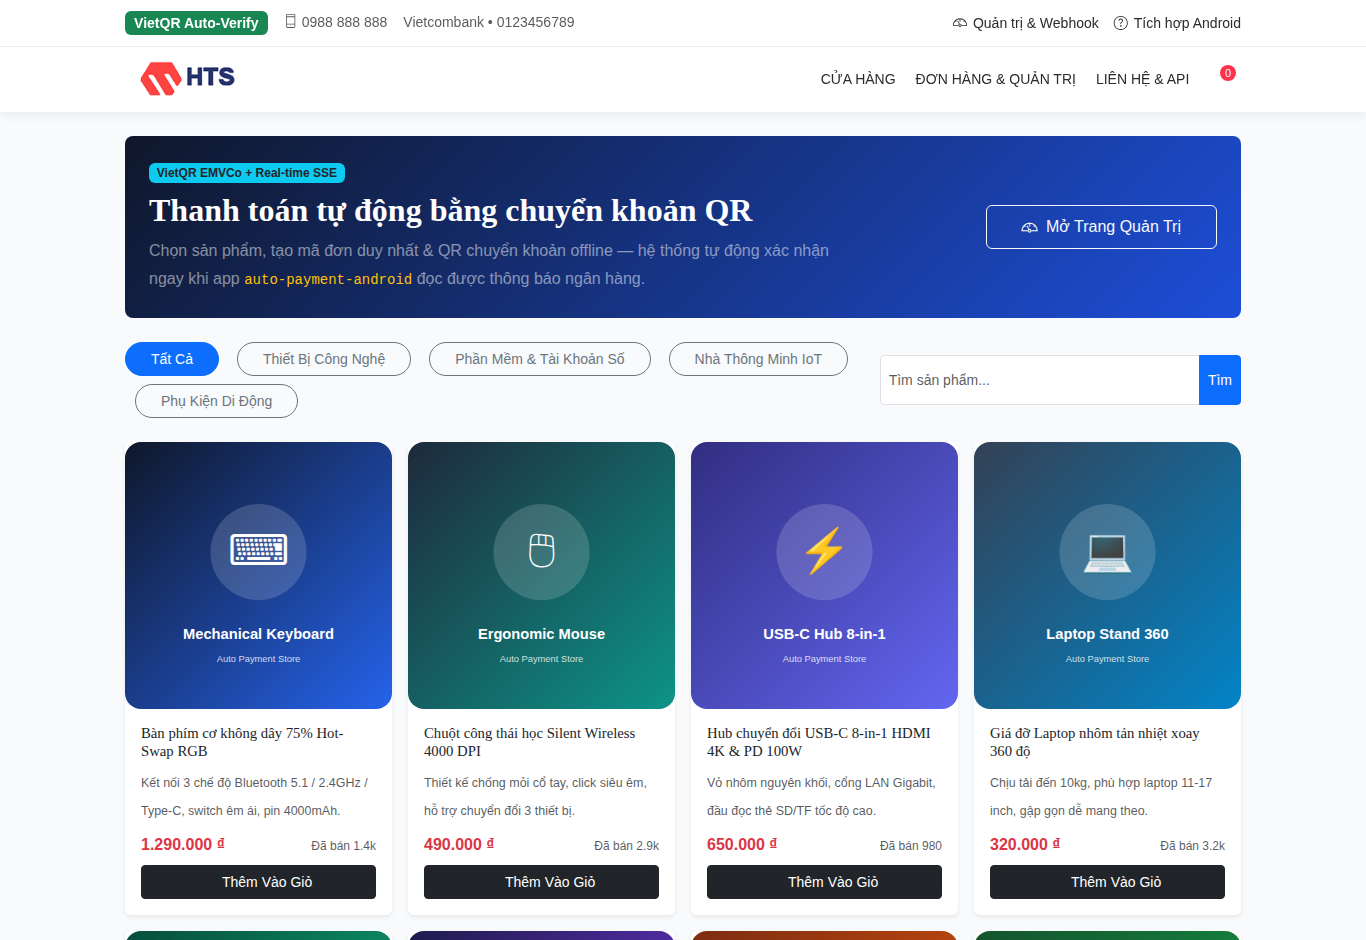 VietQR Auto-Verify 0988 888 888 Vietcombank • 0123456789 Quản trị & Webhook Tích hợp Android
HTS CỬA HÀNG ĐƠN HÀNG & QUẢN TRỊ LIÊN HỆ & API 0
VietQR EMVCo + Real-time SSE
Thanh toán tự động bằng chuyển khoản QR
Chọn sản phẩm, tạo mã đơn duy nhất & QR chuyển khoản offline — hệ thống tự động xác nhận
ngay khi app auto-payment-android đọc được thông báo ngân hàng.
Mở Trang Quản Trị
Tất Cả Thiết Bị Công Nghệ Phần Mềm & Tài Khoản Số Nhà Thông Minh IoT
Phụ Kiện Di Động
Tìm sản phẩm... Tìm
Mechanical Keyboard
Auto Payment Store
Bàn phím cơ không dây 75% Hot-
Swap RGB
Kết nối 3 chế độ Bluetooth 5.1 / 2.4GHz /
Type-C, switch êm ái, pin 4000mAh.
1.290.000 ₫ Đã bán 1.4k
Thêm Vào Giỏ
Ergonomic Mouse
Auto Payment Store
Chuột công thái học Silent Wireless
4000 DPI
Thiết kế chống mỏi cổ tay, click siêu êm,
hỗ trợ chuyển đổi 3 thiết bị.
490.000 ₫ Đã bán 2.9k
Thêm Vào Giỏ
USB-C Hub 8-in-1
Auto Payment Store
Hub chuyển đổi USB-C 8-in-1 HDMI
4K & PD 100W
Vỏ nhôm nguyên khối, cổng LAN Gigabit,
đầu đọc thẻ SD/TF tốc độ cao.
650.000 ₫ Đã bán 980
Thêm Vào Giỏ
Laptop Stand 360
Auto Payment Store
Giá đỡ Laptop nhôm tản nhiệt xoay
360 độ
Chịu tải đến 10kg, phù hợp laptop 11-17
inch, gập gọn dễ mang theo.
320.000 ₫ Đã bán 3.2k
Thêm Vào Giỏ